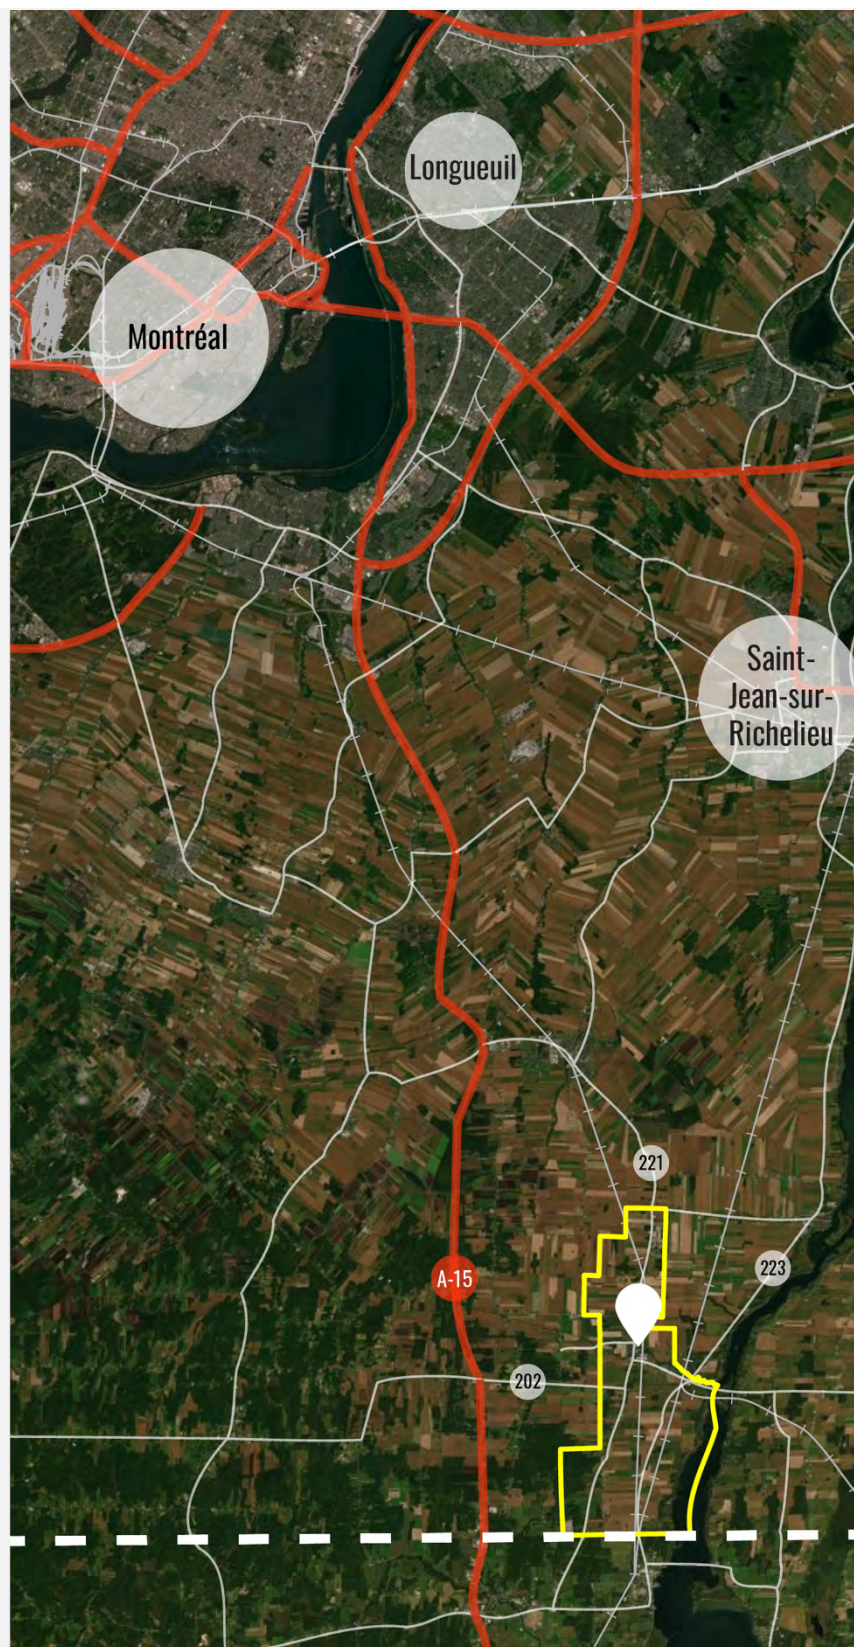 Longueuil
Montréal
Saint-
Jean-sur-
Richelieu
221
223
A-15
202